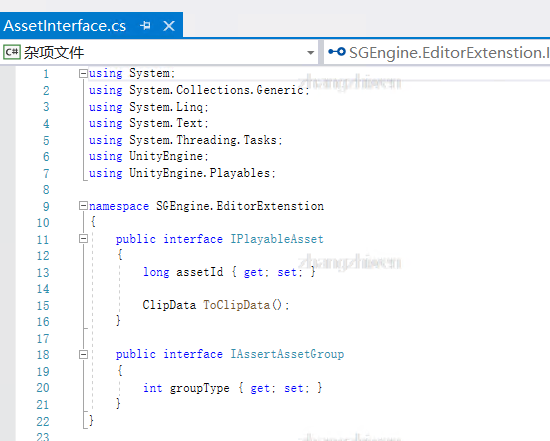 AssetInterface.cs
C# 杂项文件 SGEngine.EditorExtenstion.I
1 using System;
2 using System.Collections.Generic;
3 using System.Linq;
4 using System.Text;
5 using System.Threading.Tasks;
6 using UnityEngine;
7 using UnityEngine.Playables;
8
9 namespace SGEngine.EditorExtenstion
10 {
11 public interface IPlayableAsset
12 {
13 long assetId { get; set; }
14
15 ClipData ToClipData();
16 }
17
18 public interface IAssertAssetGroup
19 {
20 int groupType { get; set; }
21 }
22 }
23
zhangzhiwen
zhangzhiwen
zhangzhiwen